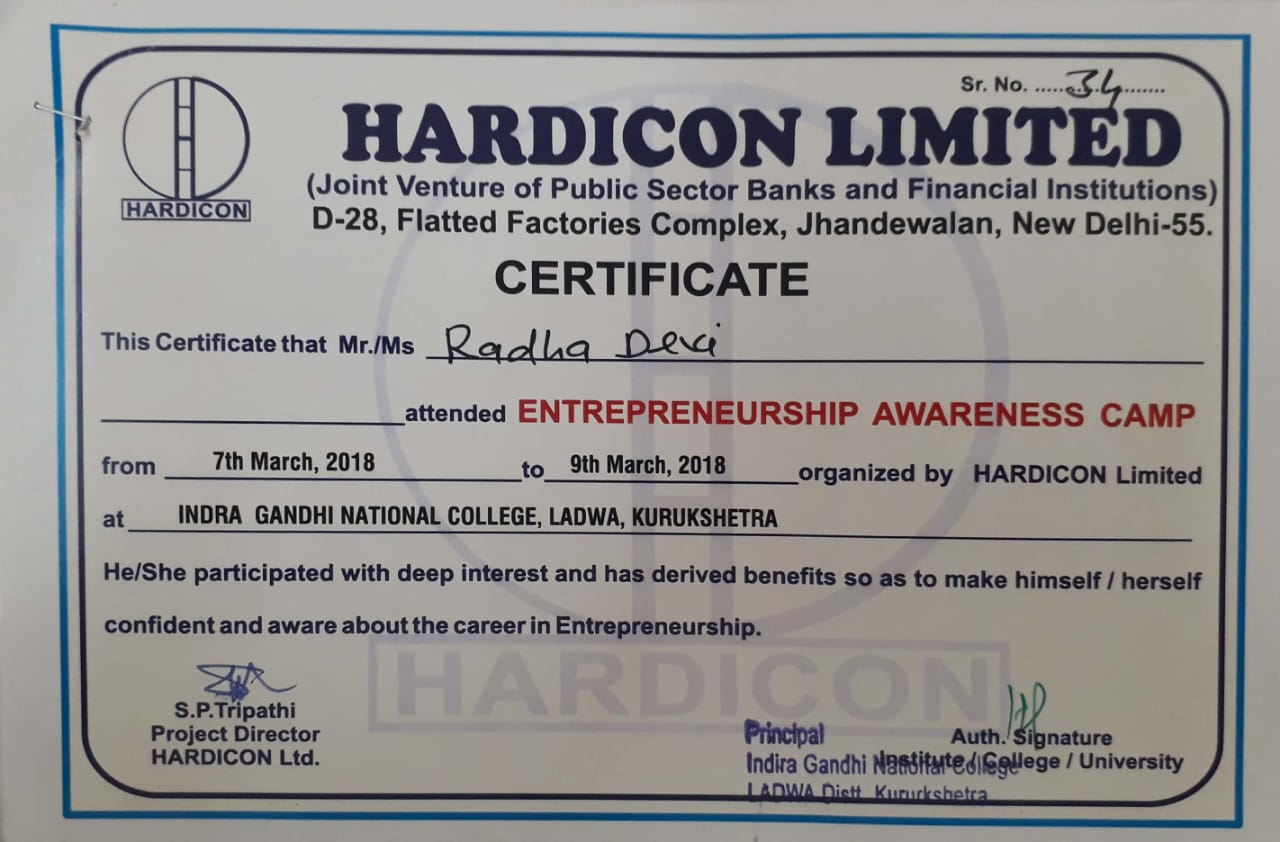 Sr. No. ......34........
HARDICON
HARDICON LIMITED
(Joint Venture of Public Sector Banks and Financial Institutions)
D-28, Flatted Factories Complex, Jhandewalan, New Delhi-55.
CERTIFICATE
This Certificate that Mr./Ms Radha Devi
attended ENTREPRENEURSHIP AWARENESS CAMP
from 7th March, 2018 to 9th March, 2018 organized by HARDICON Limited
at INDRA GANDHI NATIONAL COLLEGE, LADWA, KURUKSHETRA
He/She participated with deep interest and has derived benefits so as to make himself / herself
confident and aware about the career in Entrepreneurship.
HARDICON
S.P.Tripathi
Project Director
HARDICON Ltd.
Auth. Signature
Institute / College / University
Principal
Indira Gandhi National College
LADWA Distt. Kururkshetra